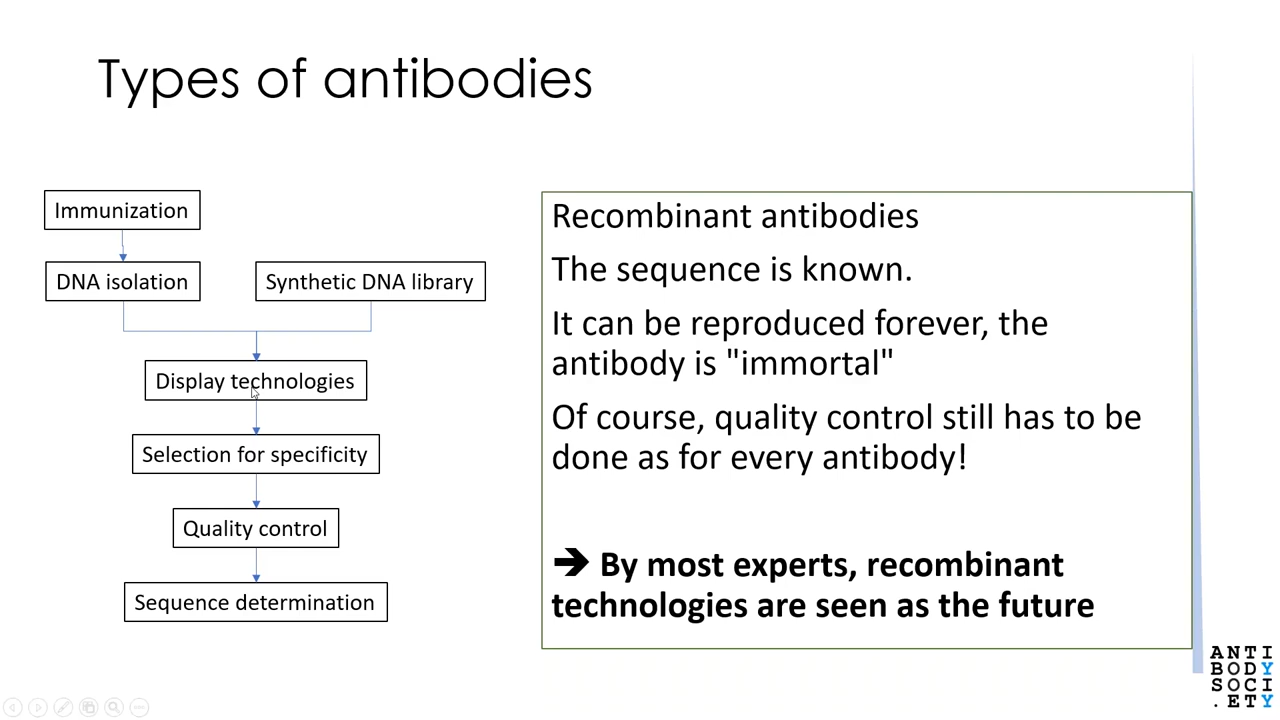 Types of antibodies
Immunization
DNA isolation
Synthetic DNA library
Display technologies
Selection for specificity
Quality control
Sequence determination
Recombinant antibodies
The sequence is known.
It can be reproduced forever, the
antibody is "immortal"
Of course, quality control still has to be
done as for every antibody!
➔ By most experts, recombinant
technologies are seen as the future
ANTI
BODY
SOCI
.ETY